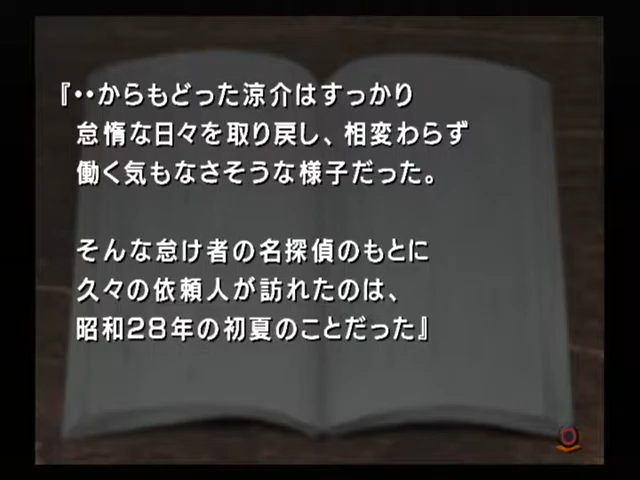 『・・からもどった涼介はすっかり
怠惰な日々を取り戻し、相変わらず
働く気もなさそうな様子だった。
そんな怠け者の名探偵のもとに
久々の依頼人が訪れたのは、
昭和28年の初夏のことだった』